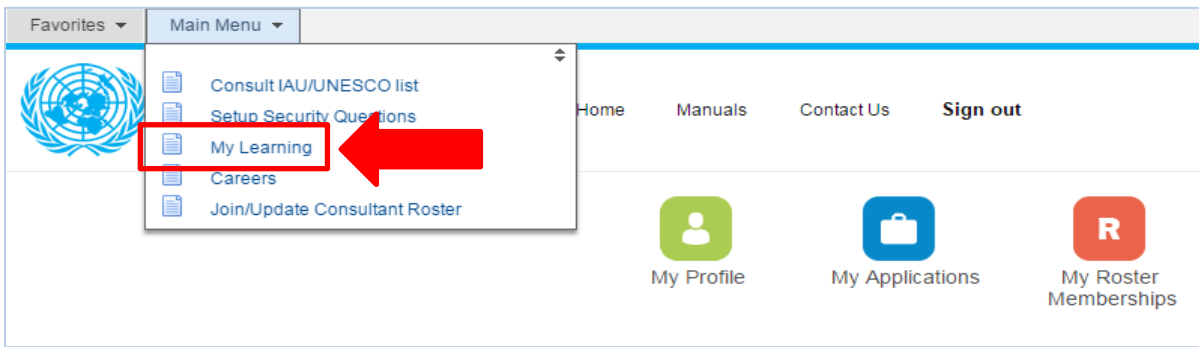 Favorites Main Menu
Consult IAU/UNESCO list
Setup Security Questions
My Learning
Careers
Join/Update Consultant Roster
Home Manuals Contact Us Sign out
My Profile My Applications My Roster
Memberships